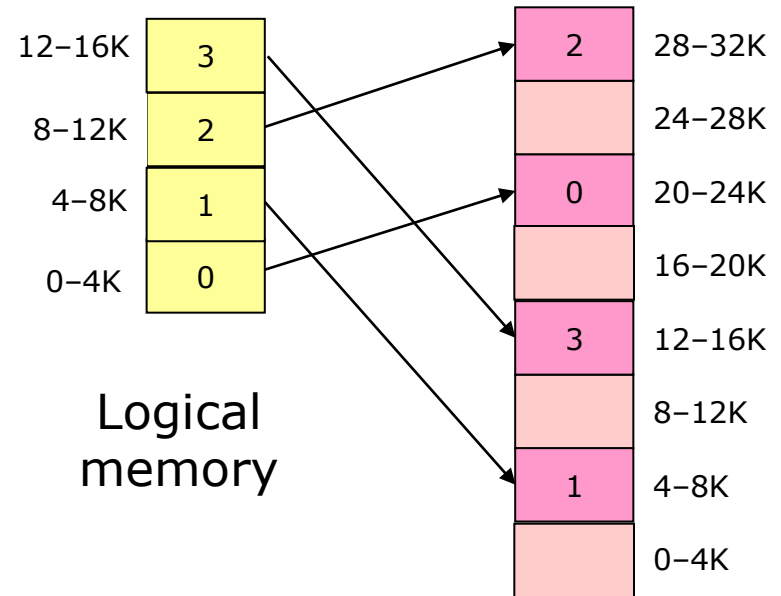 12–16K
3
8–12K
2
4–8K
1
0–4K
0
Logical
memory
2
28–32K
24–28K
0
20–24K
16–20K
3
12–16K
8–12K
1
4–8K
0–4K